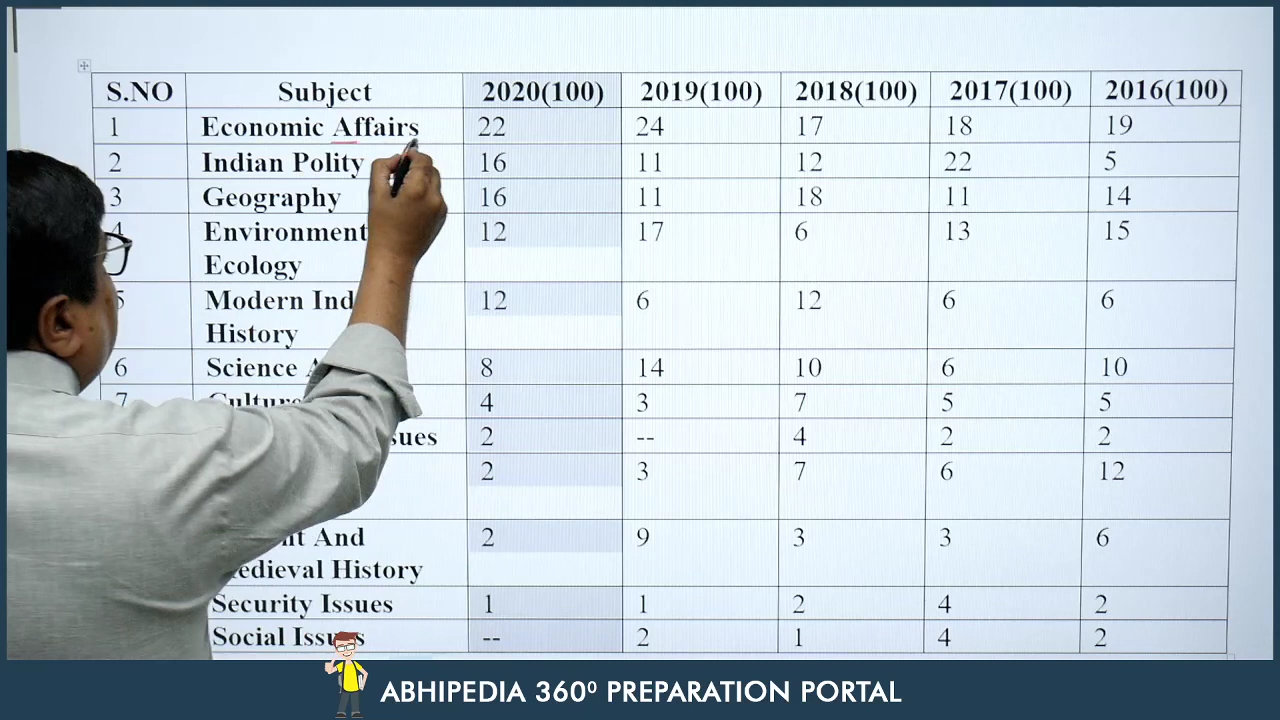 S.NO Subject 2020(100) 2019(100) 2018(100) 2017(100) 2016(100)
1 Economic Affairs 22 24 17 18 19
2 Indian Polity 16 11 12 22 5
3 Geography 16 11 18 11 14
4 Environment 12 17 6 13 15
Ecology
5 Modern Ind 12 6 12 6 6
History
6 Science 8 14 10 6 10
7 Culture 4 3 7 5 5
sues 2 -- 4 2 2
2 3 7 6 12
nt And 2 9 3 3 6
edieval History
Security Issues 1 1 2 4 2
Social Issues -- 2 1 4 2
ABHIPEDIA 360⁰ PREPARATION PORTAL